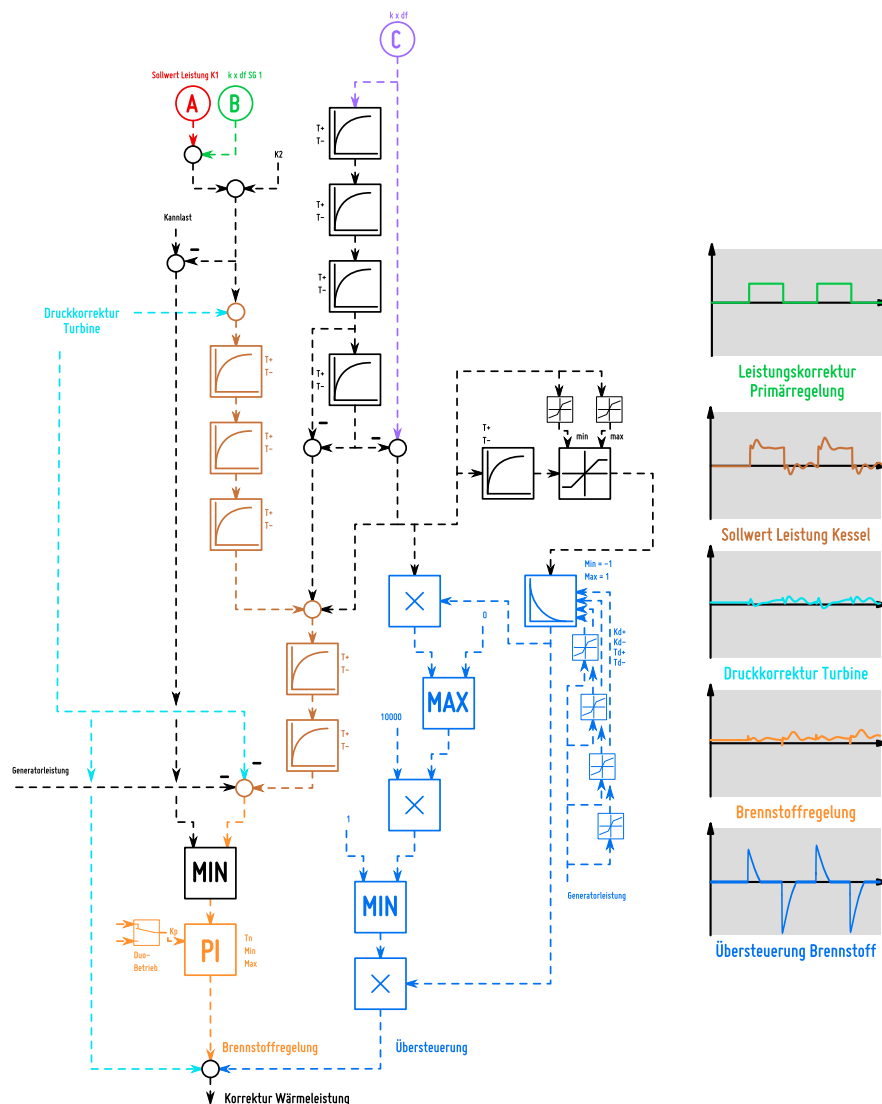 k x df
C
Sollwert Leistung K1
k x df SG 1
A
B
K2
T+
T-
T+
T-
T+
T-
T+
T-
Kannlast
-
Druckkorrektur
Turbine
T+
T-
T+
T-
T+
T-
-
-
T+
T-
min
max
Min = -1
Max = 1
Kd+
Kd-
Td+
Td-
0
MAX
10000
T+
T-
T+
T-
Generatorleistung
-
-
MIN
1
MIN
Generatorleistung
Kp
Duo-
Betrieb
PI
Tn
Min
Max
Brennstoffregelung
Übersteuerung
Korrektur Wärmeleistung
Leistungskorrektur
Primärregelung
Sollwert Leistung Kessel
Druckkorrektur Turbine
Brennstoffregelung
Übersteuerung Brennstoff